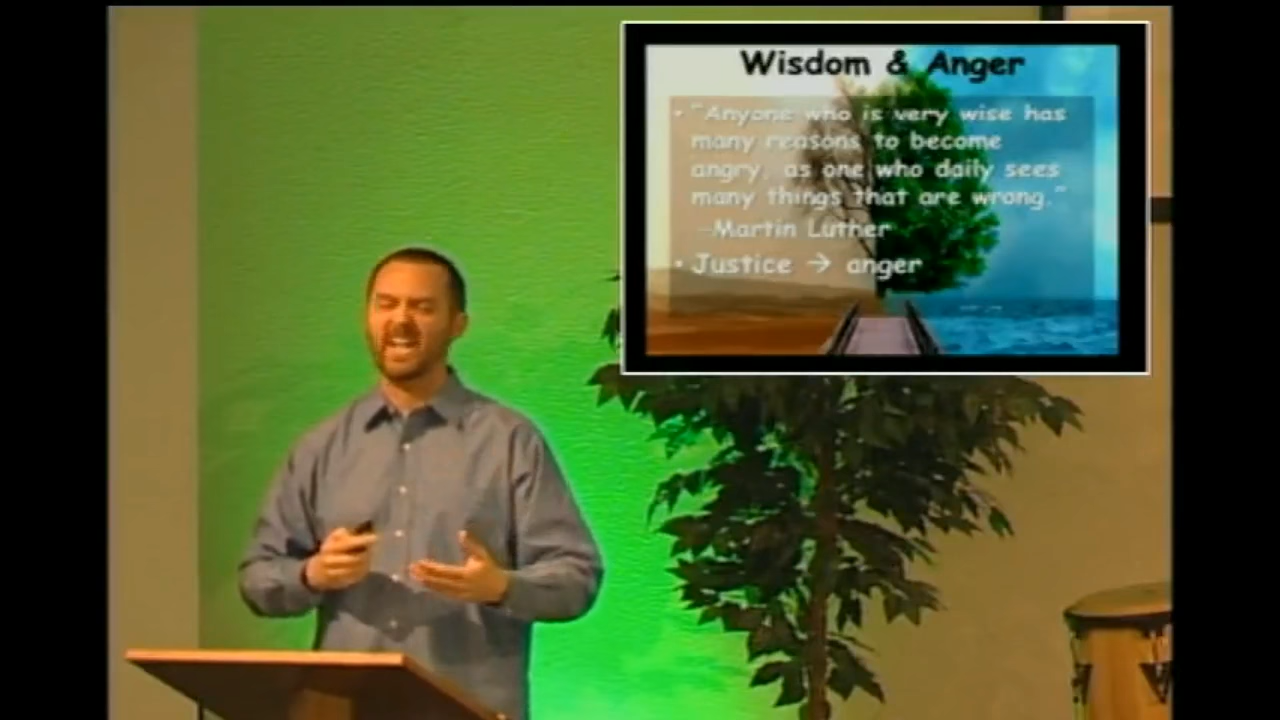 Wisdom & Anger
• "Anyone who is very wise has
many reasons to become
angry, as one who daily sees
many things that are wrong."
–Martin Luther
• Justice → anger